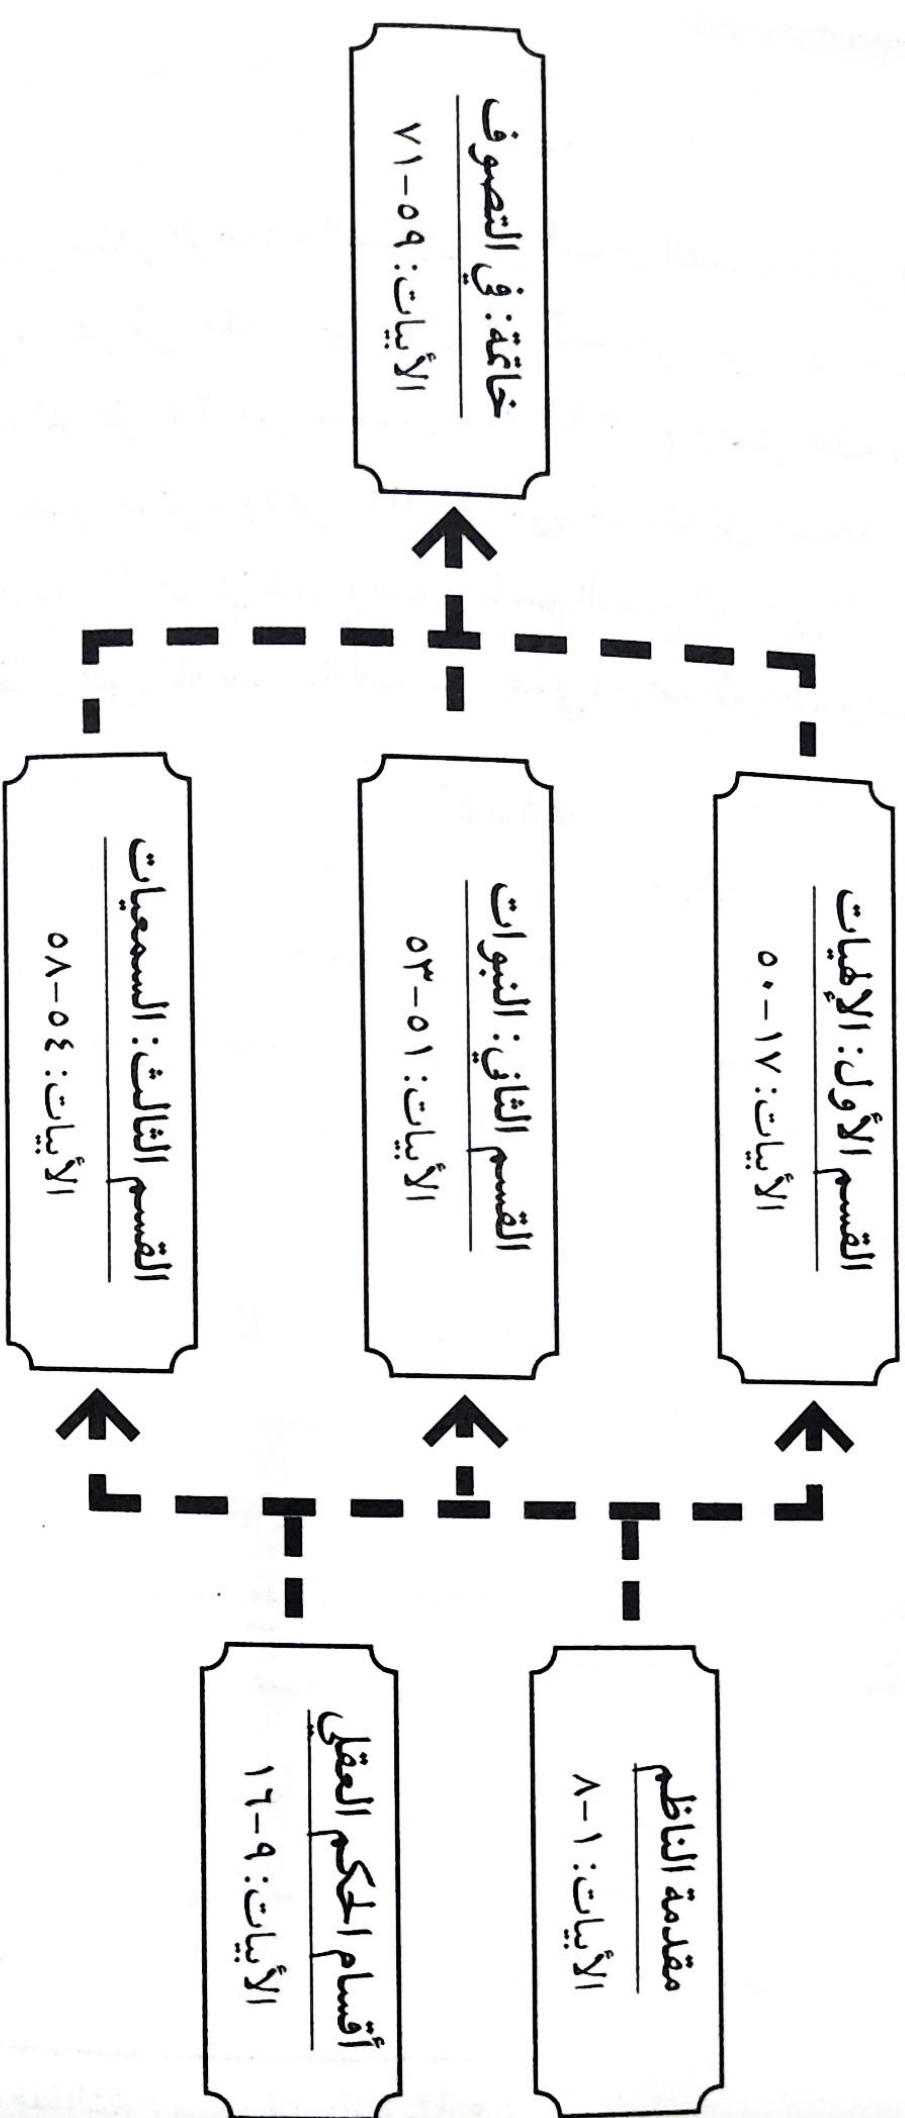 مقدمة الناظم
الأبيات: ١-٨
أقسام الحكم العقلي
الأبيات: ٩-١٦
القسم الأول: الإلهيات
الأبيات: ١٧-٥٠
القسم الثاني: النبوات
الأبيات: ٥١-٥٣
القسم الثالث: السمعيات
الأبيات: ٥٤-٥٨
خاتمة: في التصوف
الأبيات: ٥٩-٧١